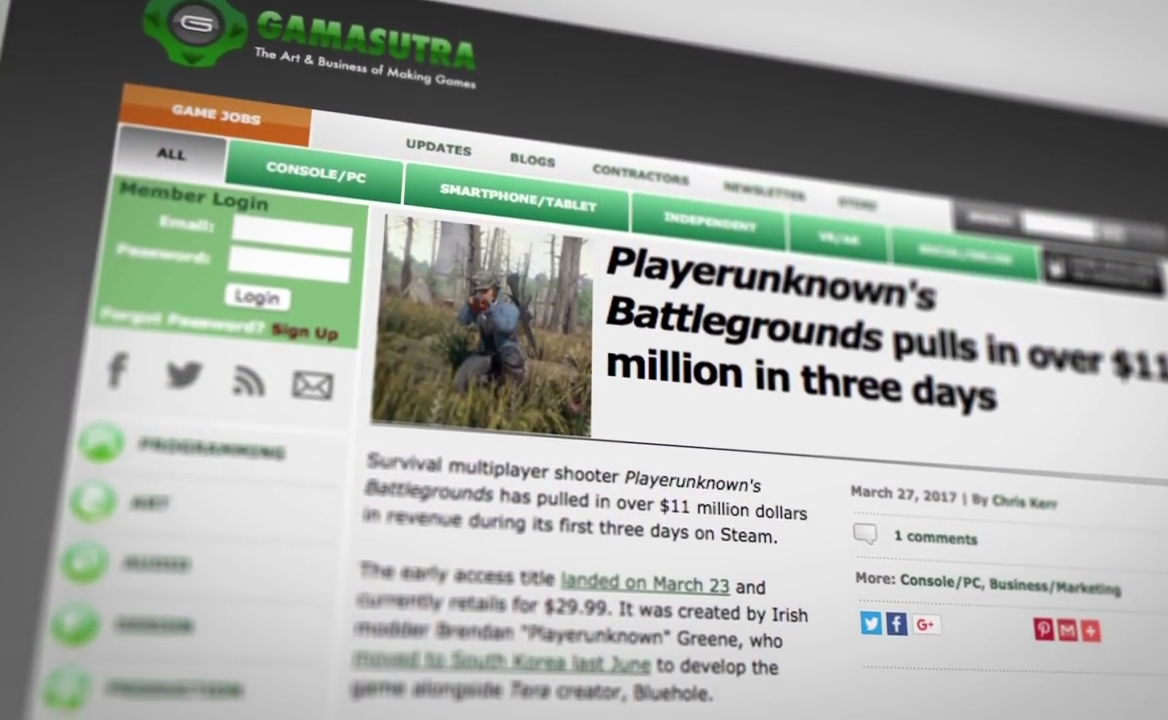 GAMASUTRA
The Art & Business of Making Games
GAME JOBS
UPDATES BLOGS CONTRACTORS NEWSLETTER STORE
ALL CONSOLE/PC SMARTPHONE/TABLET INDEPENDENT VR/AR SOCIAL/ONLINE
Member Login
Email:
Password:
Login
Forgot Password? Sign Up
PROGRAMMING
ART
AUDIO
DESIGN
PRODUCTION
Playerunknown's
Battlegrounds pulls in over $11
million in three days
Survival multiplayer shooter Playerunknown's
Battlegrounds has pulled in over $11 million dollars
in revenue during its first three days on Steam.
The early access title landed on March 23 and
currently retails for $29.99. It was created by Irish
modder Brendan "Playerunknown" Greene, who
moved to South Korea last June to develop the
game alongside Tera creator, Bluehole.
March 27, 2017 | By Chris Kerr
1 comments
More: Console/PC, Business/Marketing
G+